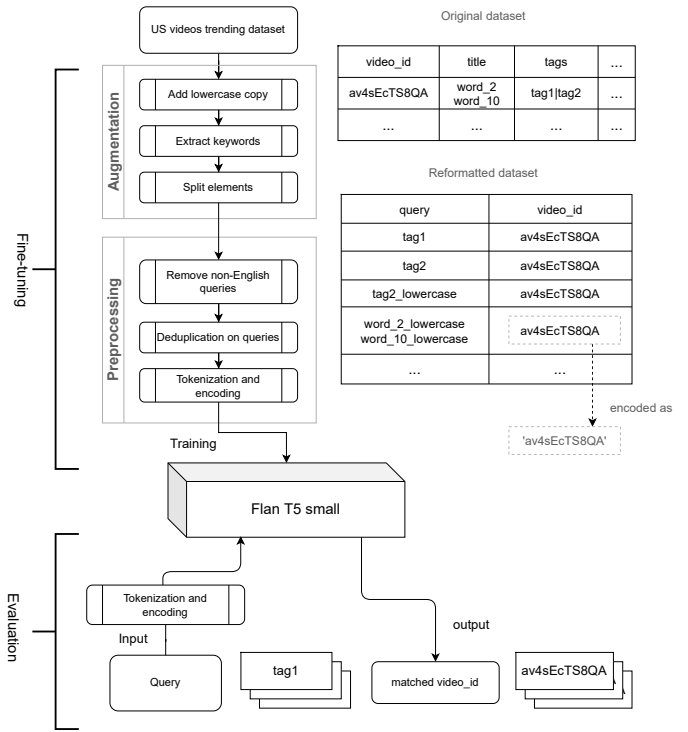 US videos trending dataset
Original dataset
video_id title tags ...
av4sEcTS8QA word_2 word_10 tag1|tag2 ...
... ... ... ...
Fine-tuning
Augmentation
Add lowercase copy
Extract keywords
Split elements
Reformatted dataset
query video_id
tag1 av4sEcTS8QA
tag2 av4sEcTS8QA
tag2_lowercase av4sEcTS8QA
word_2_lowercase
word_10_lowercase
av4sEcTS8QA
... ...
encoded as
'av4sEcTS8QA'
Preprocessing
Remove non-English
queries
Deduplication on queries
Tokenization and
encoding
Training
Flan T5 small
Evaluation
Tokenization and
encoding
Input
Query
tag1
output
matched video_id
av4sEcTS8QA